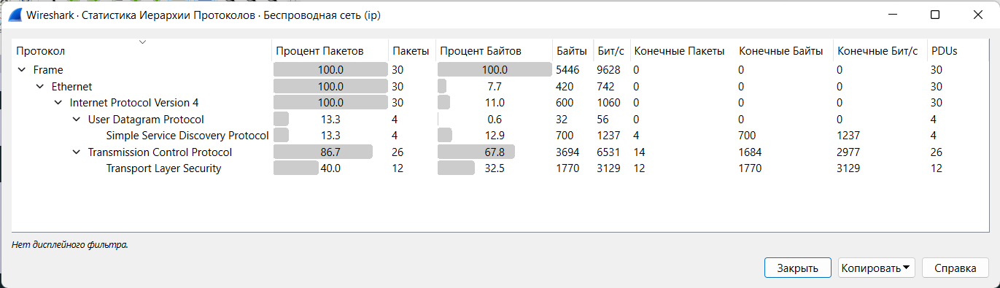 Wireshark · Статистика Иерархии Протоколов · Беспроводная сеть (ip)
Протокол Процент Пакетов Пакеты Процент Байтов Байты Бит/с Конечные Пакеты Конечные Байты Конечные Бит/с PDUs
Frame 100.0 30 100.0 5446 9628 0 0 0 30
Ethernet 100.0 30 7.7 420 742 0 0 0 30
Internet Protocol Version 4 100.0 30 11.0 600 1060 0 0 0 30
User Datagram Protocol 13.3 4 0.6 32 56 0 0 0 4
Simple Service Discovery Protocol 13.3 4 12.9 700 1237 4 700 1237 4
Transmission Control Protocol 86.7 26 67.8 3694 6531 14 1684 2977 26
Transport Layer Security 40.0 12 32.5 1770 3129 12 1770 3129 12
Нет дисплейного фильтра.
Закрыть Копировать Справка